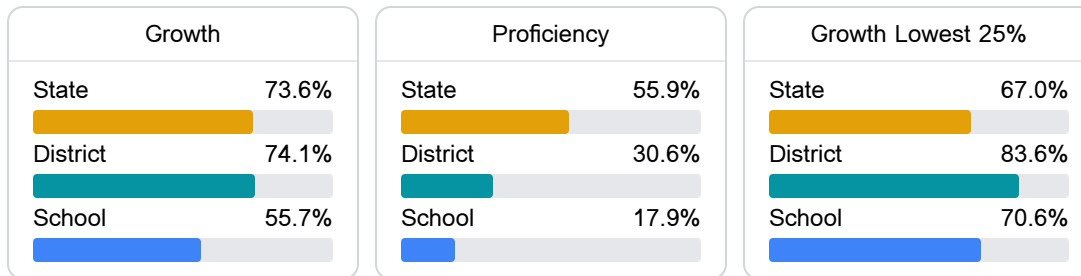 Growth
State 73.6%
District 74.1%
School 55.7%
Proficiency
State 55.9%
District 30.6%
School 17.9%
Growth Lowest 25%
State 67.0%
District 83.6%
School 70.6%